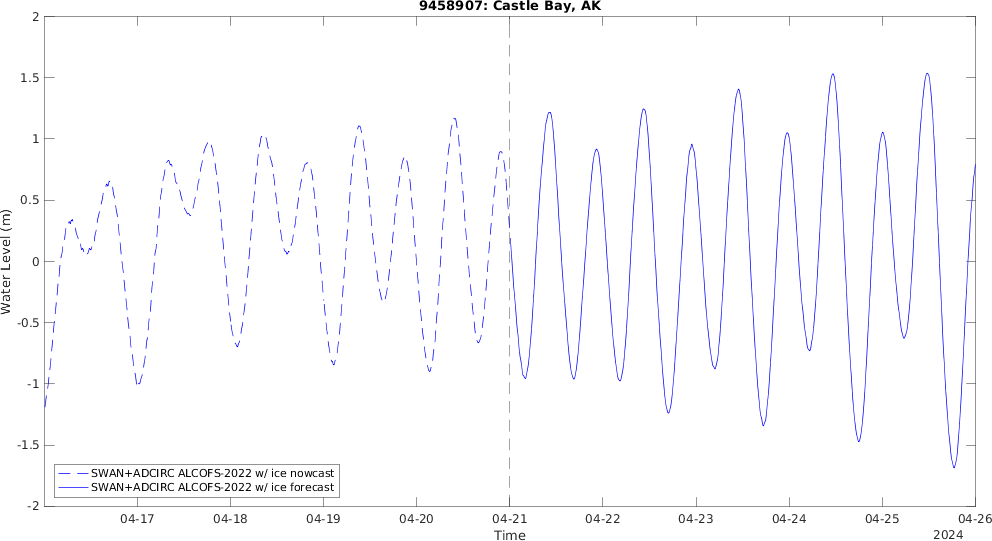 9458907: Castle Bay, AK
2
1.5
1
0.5
0
-0.5
-1
-1.5
-2
Water Level (m)
SWAN+ADCIRC ALCOFS-2022 w/ ice nowcast
SWAN+ADCIRC ALCOFS-2022 w/ ice forecast
04-17 04-18 04-19 04-20 04-21 04-22 04-23 04-24 04-25 04-26
Time
2024